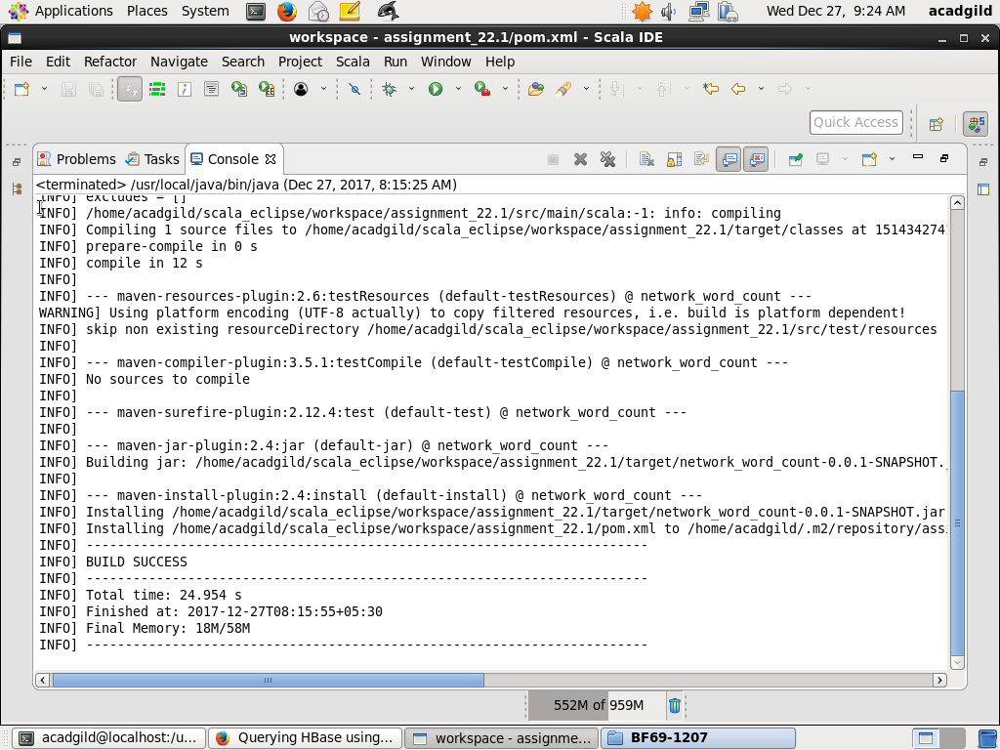 Applications Places System Wed Dec 27, 9:24 AM acadgild
workspace - assignment_22.1/pom.xml - Scala IDE
File Edit Refactor Navigate Search Project Scala Run Window Help
Quick Access
Problems Tasks Console
<terminated> /usr/local/java/bin/java (Dec 27, 2017, 8:15:25 AM)
INFO] excludes = []
INFO] /home/acadgild/scala_eclipse/workspace/assignment_22.1/src/main/scala:-1: info: compiling
INFO] Compiling 1 source files to /home/acadgild/scala_eclipse/workspace/assignment_22.1/target/classes at 151434274
INFO] prepare-compile in 0 s
INFO] compile in 12 s
INFO]
INFO] --- maven-resources-plugin:2.6:testResources (default-testResources) @ network_word_count ---
WARNING] Using platform encoding (UTF-8 actually) to copy filtered resources, i.e. build is platform dependent!
INFO] skip non existing resourceDirectory /home/acadgild/scala_eclipse/workspace/assignment_22.1/src/test/resources
INFO]
INFO] --- maven-compiler-plugin:3.5.1:testCompile (default-testCompile) @ network_word_count ---
INFO] No sources to compile
INFO]
INFO] --- maven-surefire-plugin:2.12.4:test (default-test) @ network_word_count ---
INFO]
INFO] --- maven-jar-plugin:2.4:jar (default-jar) @ network_word_count ---
INFO] Building jar: /home/acadgild/scala_eclipse/workspace/assignment_22.1/target/network_word_count-0.0.1-SNAPSHOT.
INFO]
INFO] --- maven-install-plugin:2.4:install (default-install) @ network_word_count ---
INFO] Installing /home/acadgild/scala_eclipse/workspace/assignment_22.1/target/network_word_count-0.0.1-SNAPSHOT.jar
INFO] Installing /home/acadgild/scala_eclipse/workspace/assignment_22.1/pom.xml to /home/acadgild/.m2/repository/ass
INFO] ------------------------------------------------------------------------
INFO] BUILD SUCCESS
INFO] ------------------------------------------------------------------------
INFO] Total time: 24.954 s
INFO] Finished at: 2017-12-27T08:15:55+05:30
INFO] Final Memory: 18M/58M
INFO] ------------------------------------------------------------------------
552M of 959M
acadgild@localhost:/u... Querying HBase using... workspace - assignme... BF69-1207